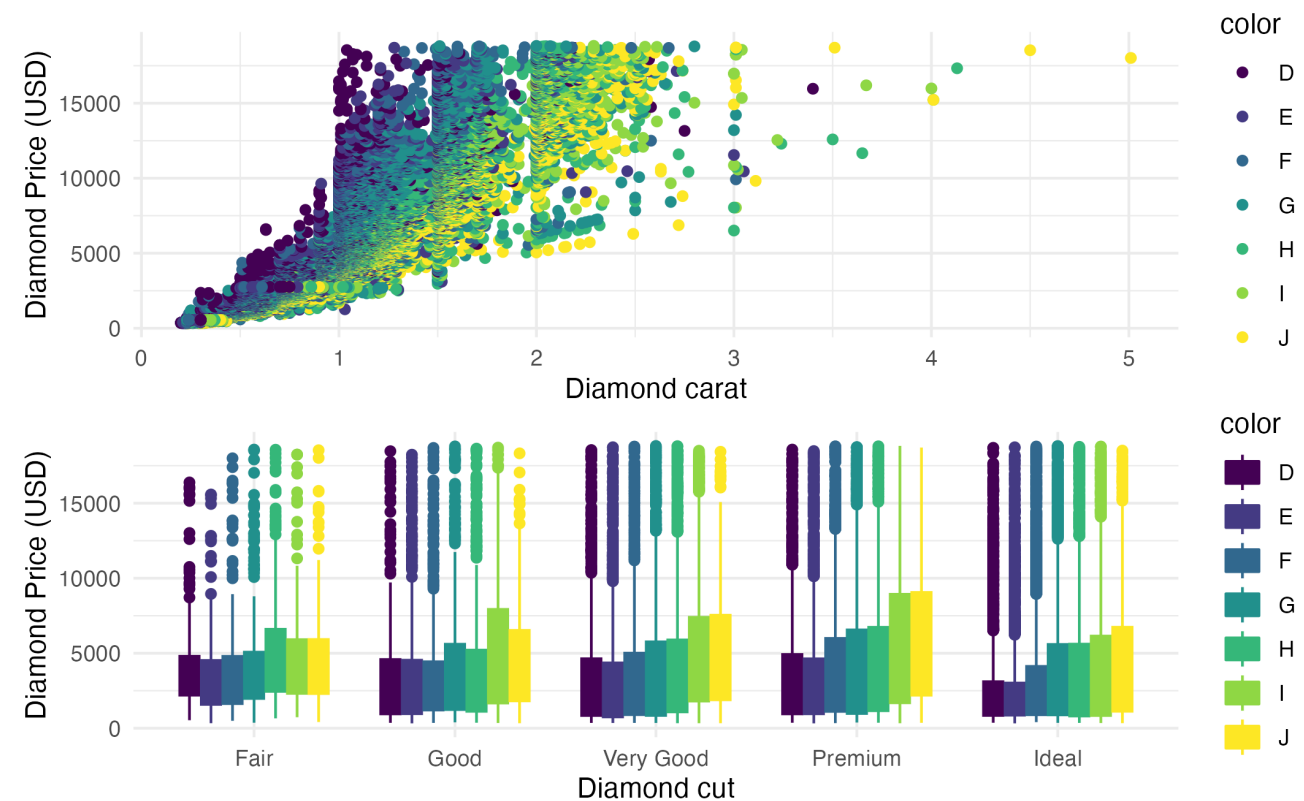 color
D
E
F
G
H
I
J
Diamond Price (USD)
15000
10000
5000
0
0 1 2 3 4 5
Diamond carat
color
D
E
F
G
H
I
J
Diamond Price (USD)
15000
10000
5000
0
Fair Good Very Good Premium Ideal
Diamond cut